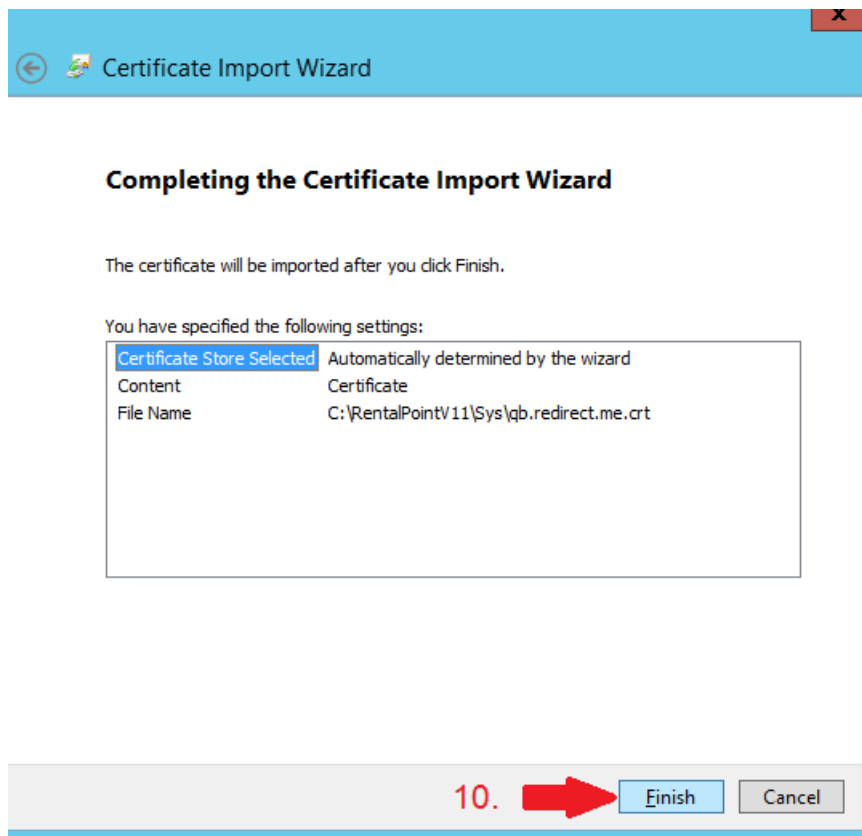 x
Certificate Import Wizard
Completing the Certificate Import Wizard
The certificate will be imported after you click Finish.
You have specified the following settings:
Certificate Store Selected Automatically determined by the wizard
Content Certificate
File Name C:\RentalPointV11\Sys\qb.redirect.me.crt
10. Finish Cancel